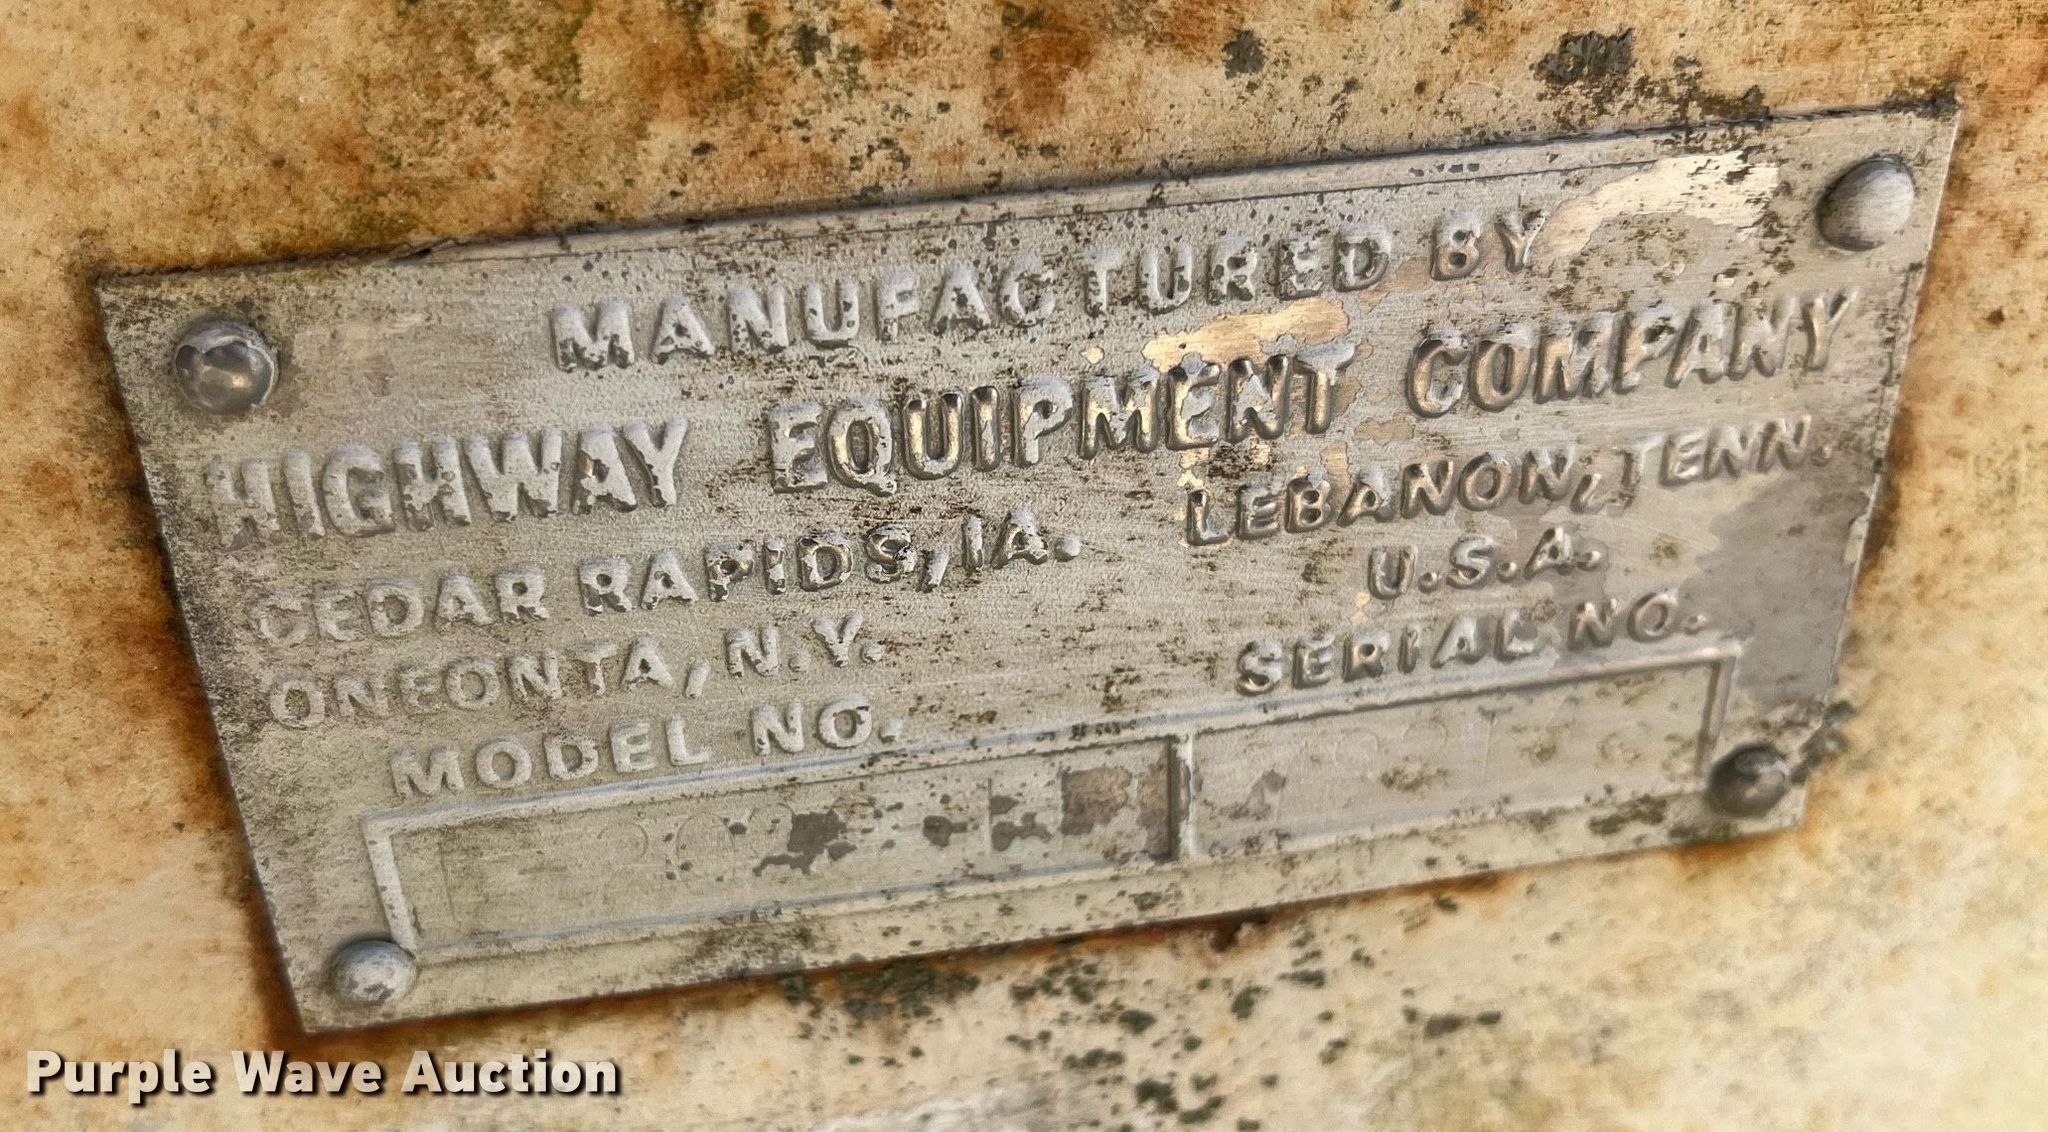 MANUFACTURED BY
HIGHWAY EQUIPMENT COMPANY
CEDAR RAPIDS, IA. LEBANON, TENN.
ONEONTA, N.Y. U.S.A.
MODEL NO. SERIAL NO.
Purple Wave Auction